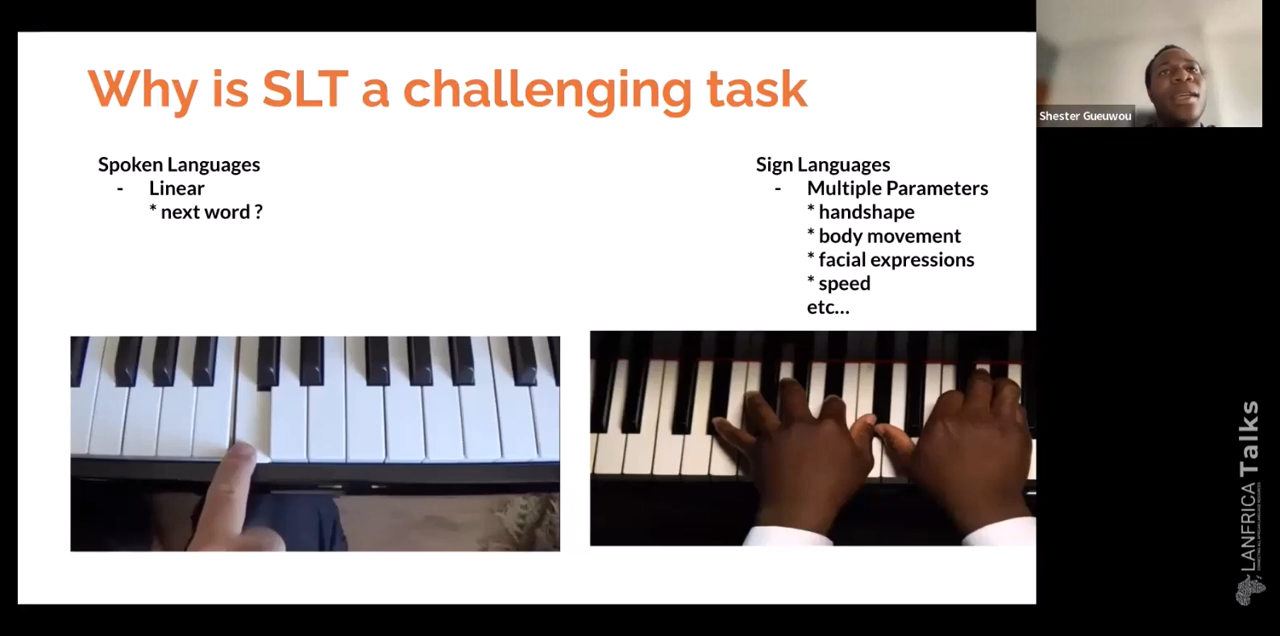 Why is SLT a challenging task
Spoken Languages
- Linear
* next word ?
Sign Languages
- Multiple Parameters
* handshape
* body movement
* facial expressions
* speed
etc...
Shester Gueuwou
LANFRICA Talks